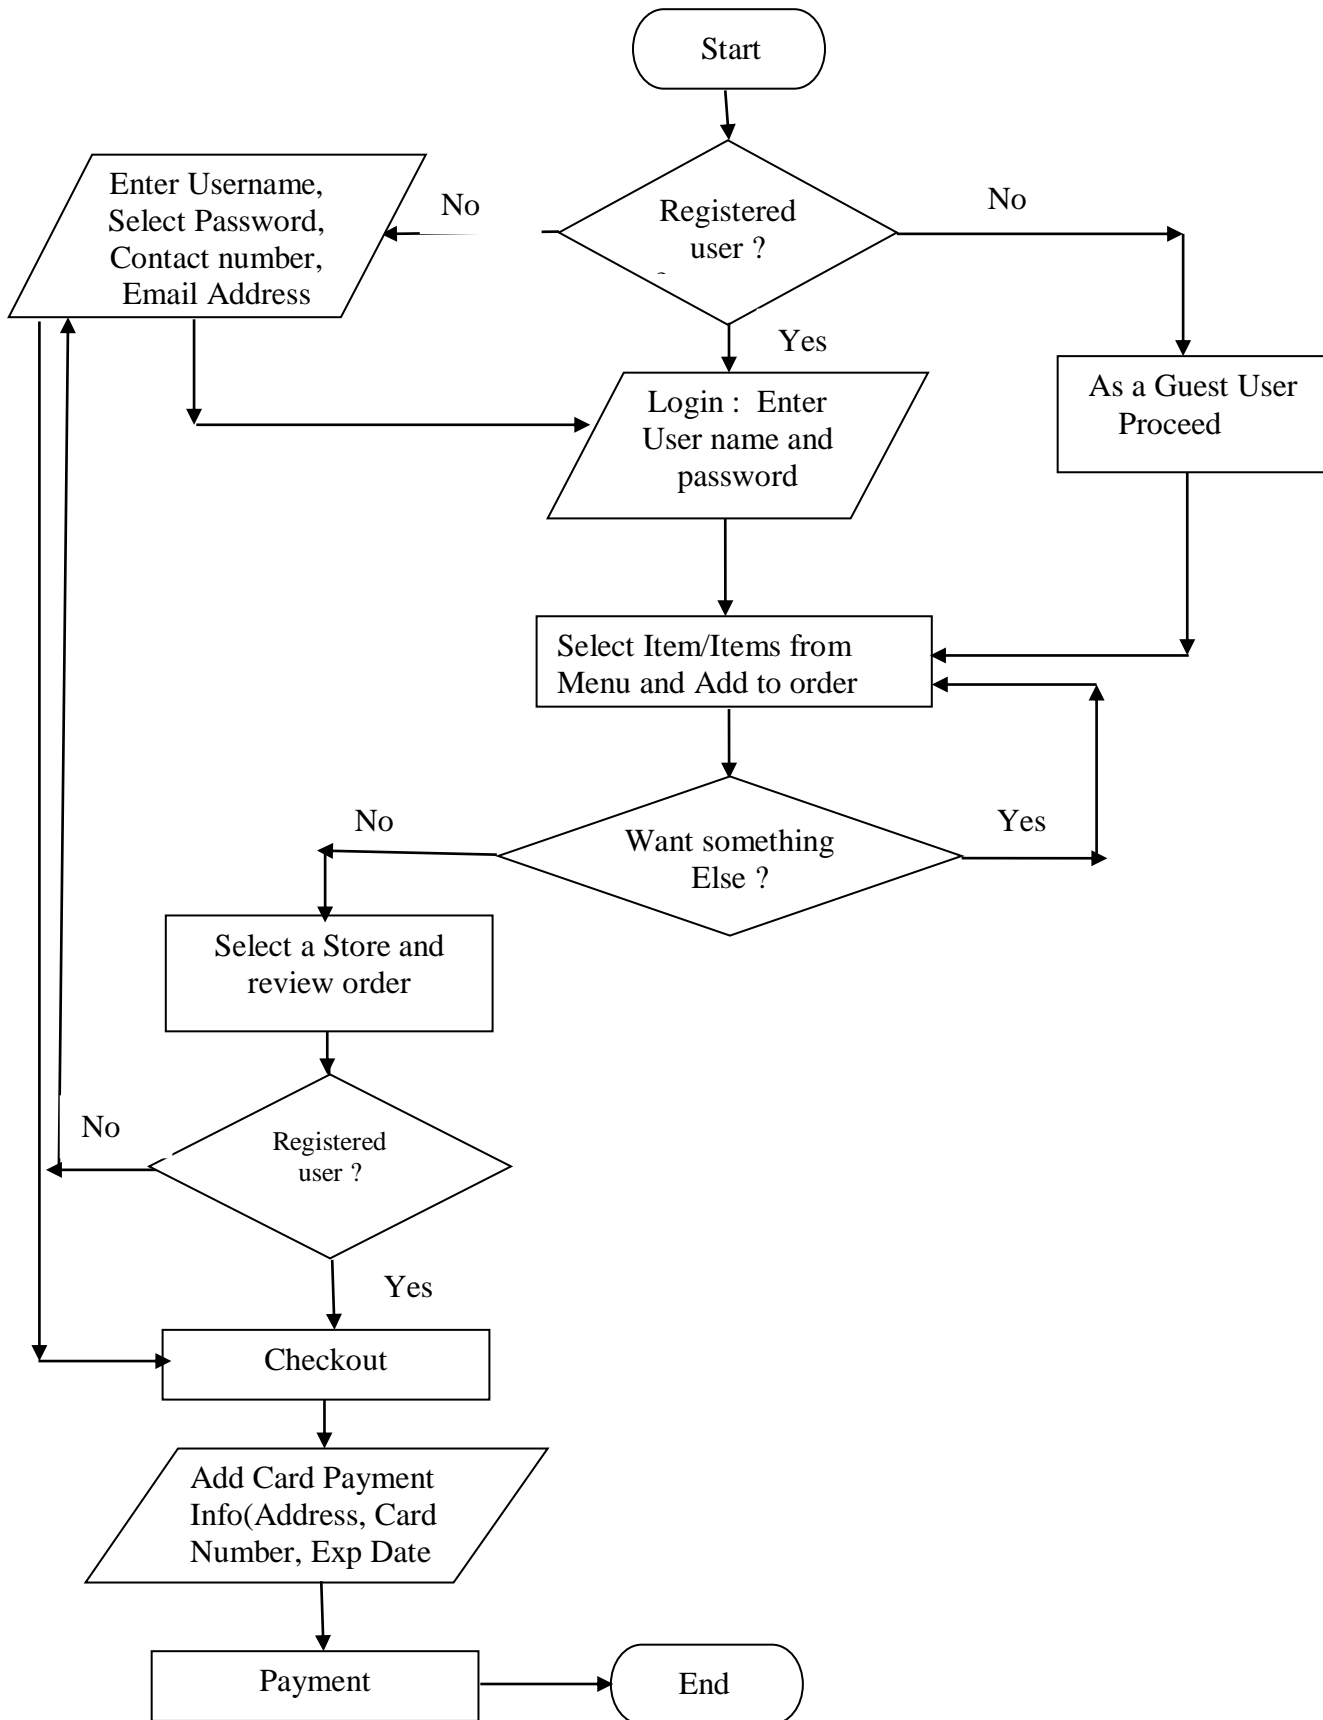 Start
Enter Username,
Select Password,
Contact number,
Email Address
No
Registered
user ?
No
Yes
Login :  Enter
User name and
password
As a Guest User
Proceed
Select Item/Items from
Menu and Add to order
No
Want something
Else ?
Yes
Select a Store and
review order
No
Registered
user ?
Yes
Checkout
Add Card Payment
Info(Address, Card
Number, Exp Date
Payment
End